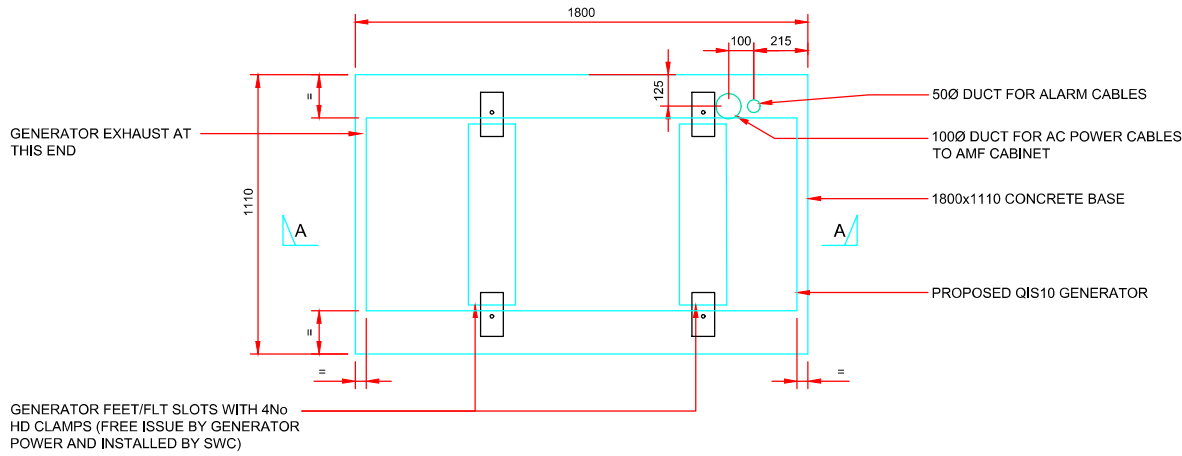 1800
100
215
125
=
50Ø DUCT FOR ALARM CABLES
GENERATOR EXHAUST AT
THIS END
100Ø DUCT FOR AC POWER CABLES
TO AMF CABINET
1110
1800x1110 CONCRETE BASE
A
A
PROPOSED QIS10 GENERATOR
=
=
=
GENERATOR FEET/FLT SLOTS WITH 4No
HD CLAMPS (FREE ISSUE BY GENERATOR
POWER AND INSTALLED BY SWC)